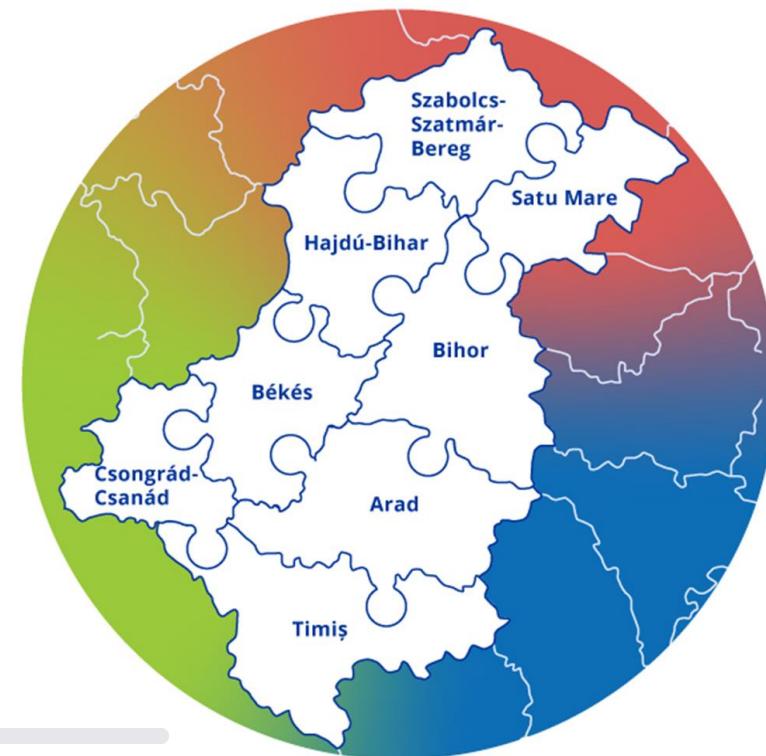 Szabolcs-
Szatmár-
Bereg
Satu Mare
Hajdú-Bihar
Bihor
Békés
Csongrád-
Csanád
Arad
Timiș